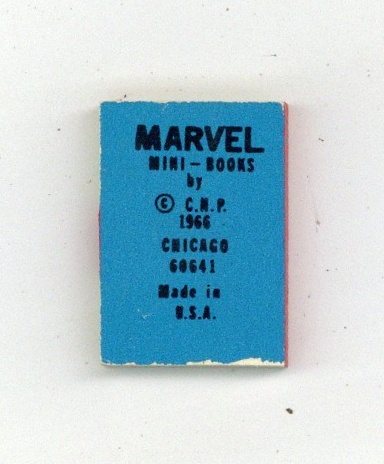 MARVEL
MINI-BOOKS
by
© C.N.P.
1966
CHICAGO
60641
Made in
U.S.A.